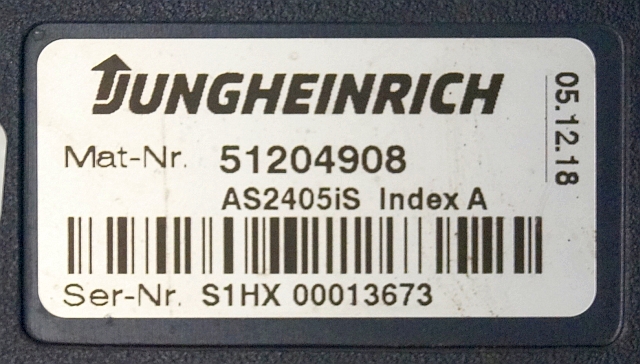 JUNGHEINRICH
05.12.18
Mat-Nr. 51204908
AS2405iS Index A
Ser-Nr. S1HX 00013673